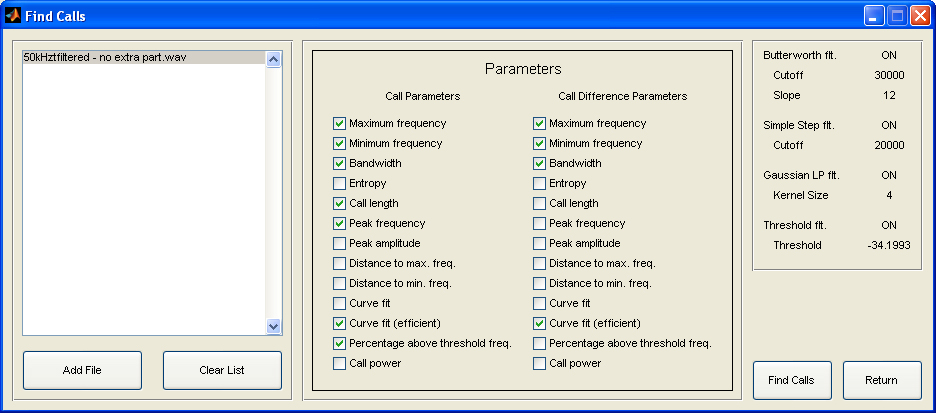 Find Calls
50kHztfiltered - no extra part.wav
Add File
Clear List
Parameters
Call Parameters
Call Difference Parameters
Maximum frequency
Maximum frequency
Minimum frequency
Minimum frequency
Bandwidth
Bandwidth
Entropy
Entropy
Call length
Call length
Peak frequency
Peak frequency
Peak amplitude
Peak amplitude
Distance to max. freq.
Distance to max. freq.
Distance to min. freq.
Distance to min. freq.
Curve fit
Curve fit
Curve fit (efficient)
Curve fit (efficient)
Percentage above threshold freq.
Percentage above threshold freq.
Call power
Call power
Butterworth flt. ON
Cutoff 30000
Slope 12
Simple Step flt. ON
Cutoff 20000
Gaussian LP flt. ON
Kernel Size 4
Threshold flt. ON
Threshold -34.1993
Find Calls
Return